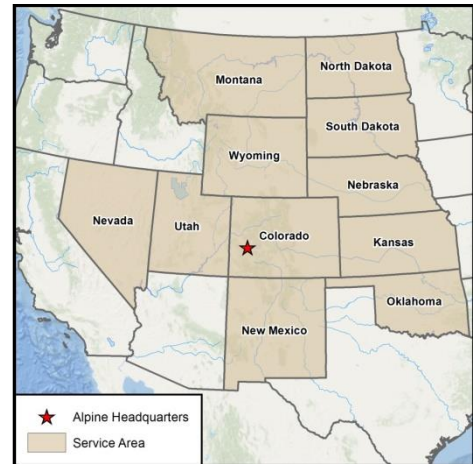 Montana
North Dakota
South Dakota
Wyoming
Nebraska
Nevada
Utah
Colorado
Kansas
Oklahoma
New Mexico
Alpine Headquarters
Service Area